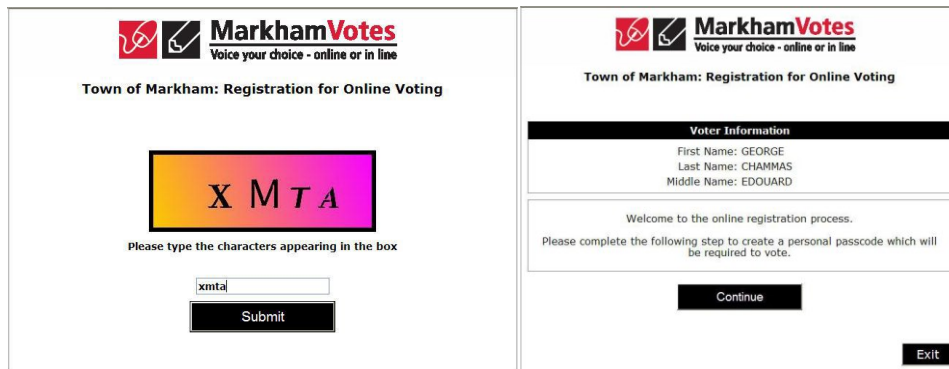 MarkhamVotes
Voice your choice - online or in line
Town of Markham: Registration for Online Voting
X M T A
Please type the characters appearing in the box
xmta
Submit
MarkhamVotes
Voice your choice - online or in line
Town of Markham: Registration for Online Voting
Voter Information
First Name: GEORGE
Last Name: CHAMMAS
Middle Name: EDOUARD
Welcome to the online registration process.
Please complete the following step to create a personal passcode which will
be required to vote.
Continue
Exit